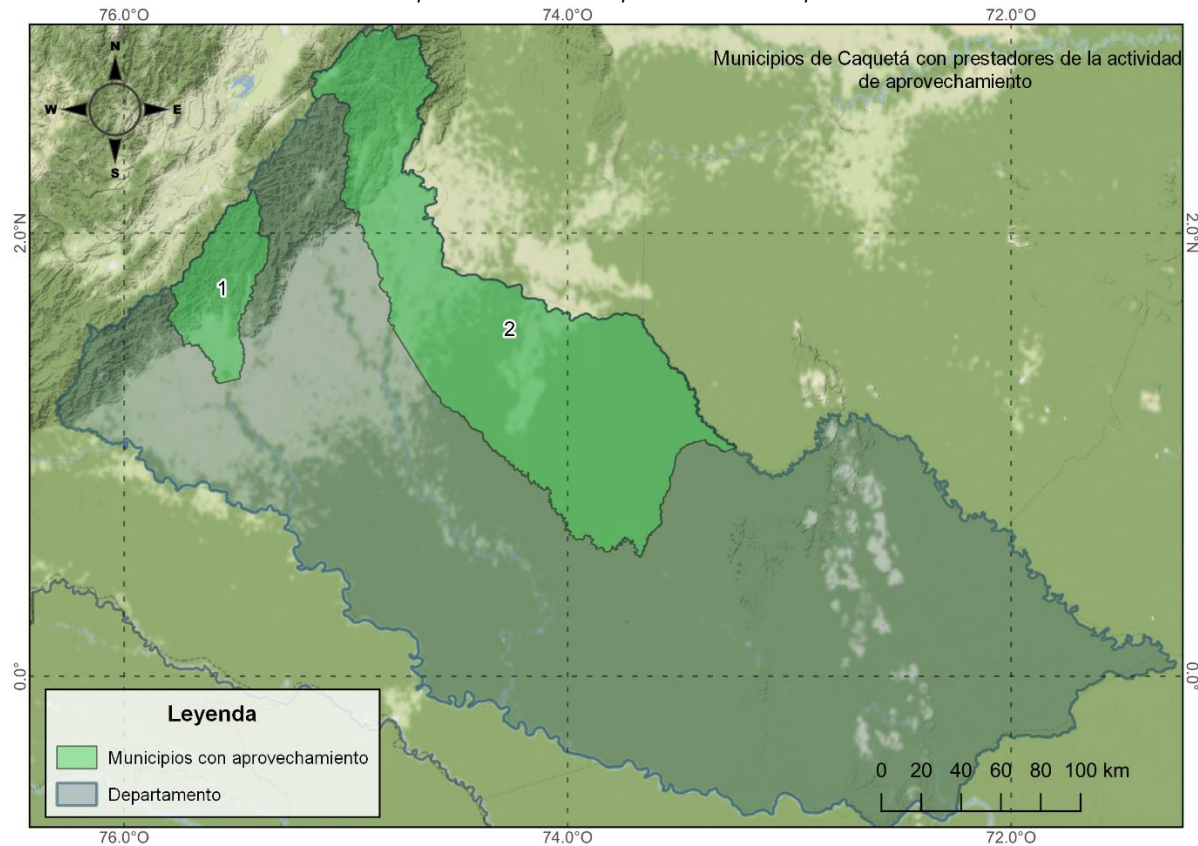 76.0°O 74.0°O 72.0°O
N
W E
S
Municipios de Caquetá con prestadores de la actividad
de aprovechamiento
2.0°N 2.0°N
1
2
0.0° 0.0°
Leyenda
Municipios con aprovechamiento
Departamento
0 20 40 60 80 100 km
76.0°O 74.0°O 72.0°O